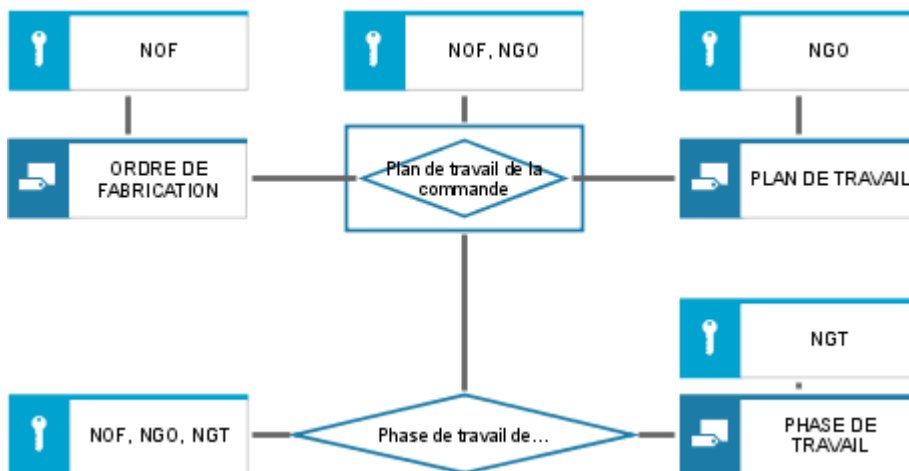 NOF
NOF, NGO
NGO
ORDRE DE
FABRICATION
Plan de travail de la
commande
PLAN DE TRAVAIL
NGT
NOF, NGO, NGT
Phase de travail de...
PHASE DE
TRAVAIL